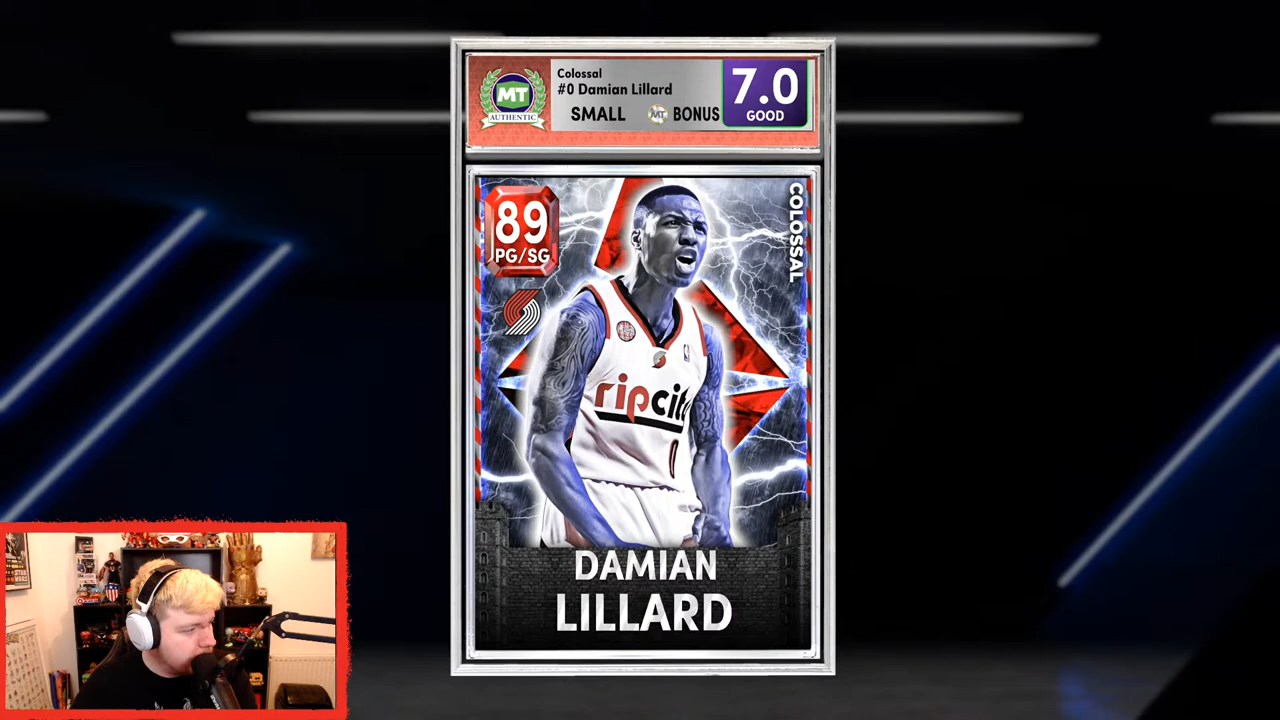 Colossal
#0 Damian Lillard
SMALL MT BONUS
7.0
GOOD
MT
AUTHENTIC
89
PG/SG
COLOSSAL
ripcity
DAMIAN
LILLARD